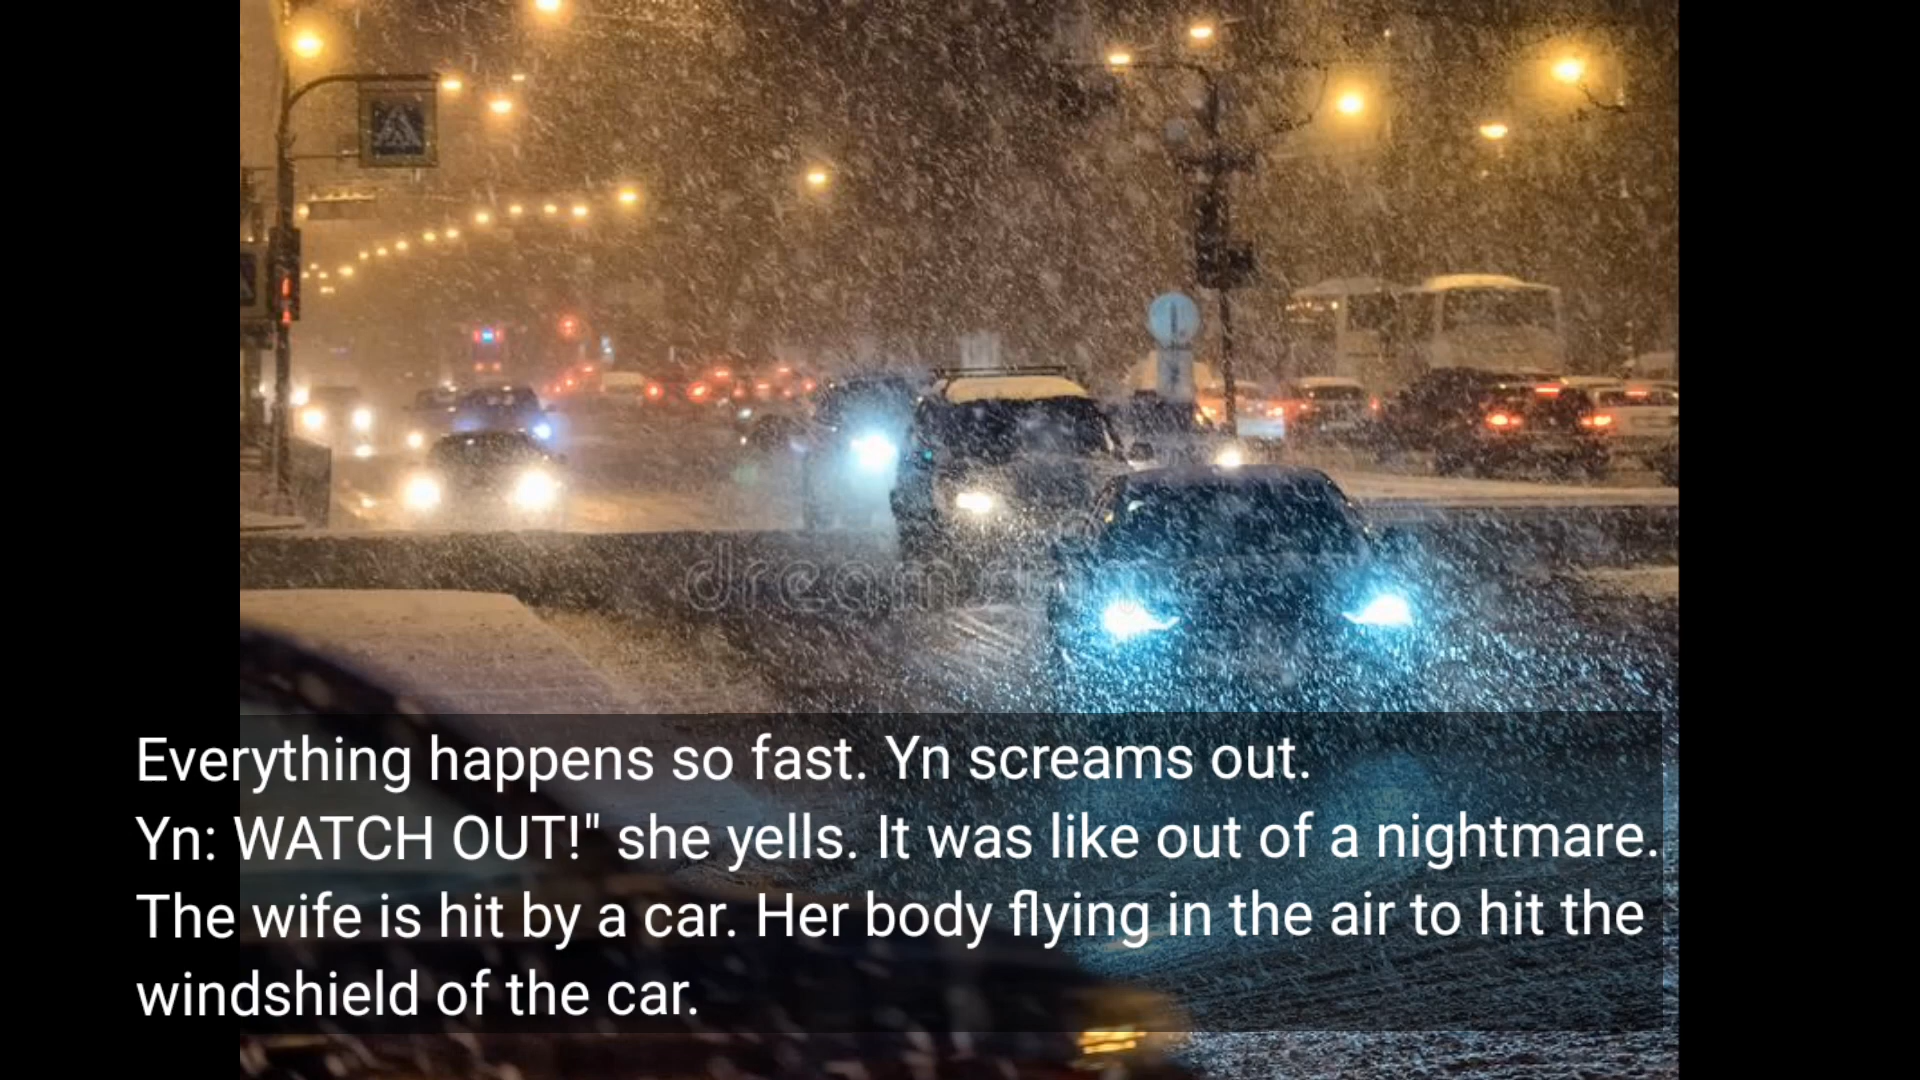 dreamstime
Everything happens so fast. Yn screams out.
Yn: WATCH OUT!" she yells. It was like out of a nightmare.
The wife is hit by a car. Her body flying in the air to hit the
windshield of the car.